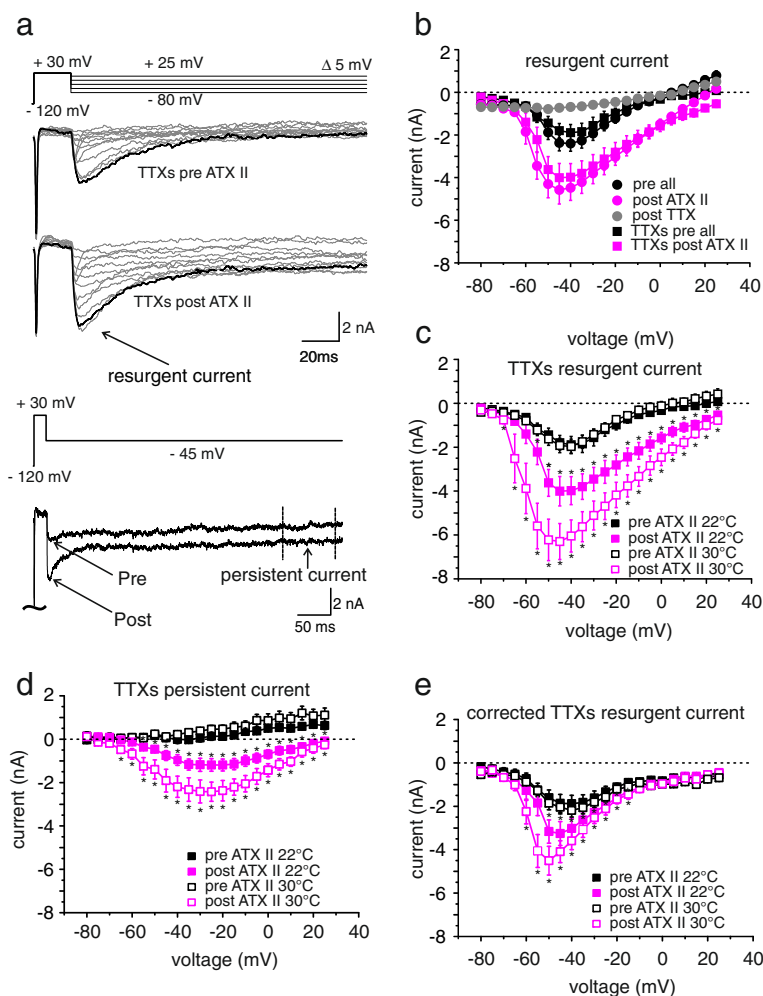 a
+ 30 mV
+ 25 mV
Δ 5 mV
- 80 mV
- 120 mV
TTXs pre ATX II
TTXs post ATX II
2 nA
20ms
resurgent current
+ 30 mV
- 45 mV
- 120 mV
Pre
persistent current
Post
2 nA
50 ms
b
resurgent current
2
0
-2
-4
-6
-8
current (nA)
pre all
post ATX II
post TTX
TTXs pre all
TTXs post ATX II
-80 -60 -40 -20 0 20 40
voltage (mV)
c
TTXs resurgent current
2
0
-2
-4
-6
-8
current (nA)
* * * * * * * * * * * * * * *
pre ATX II 22°C
post ATX II 22°C
pre ATX II 30°C
post ATX II 30°C
-80 -60 -40 -20 0 20 40
voltage (mV)
d
TTXs persistent current
2
0
-2
-4
-6
-8
current (nA)
pre ATX II 22°C
post ATX II 22°C
pre ATX II 30°C
post ATX II 30°C
-80 -60 -40 -20 0 20 40
voltage (mV)
e
corrected TTXs resurgent current
2
0
-2
-4
-6
-8
current (nA)
pre ATX II 22°C
post ATX II 22°C
pre ATX II 30°C
post ATX II 30°C
-80 -60 -40 -20 0 20 40
voltage (mV)